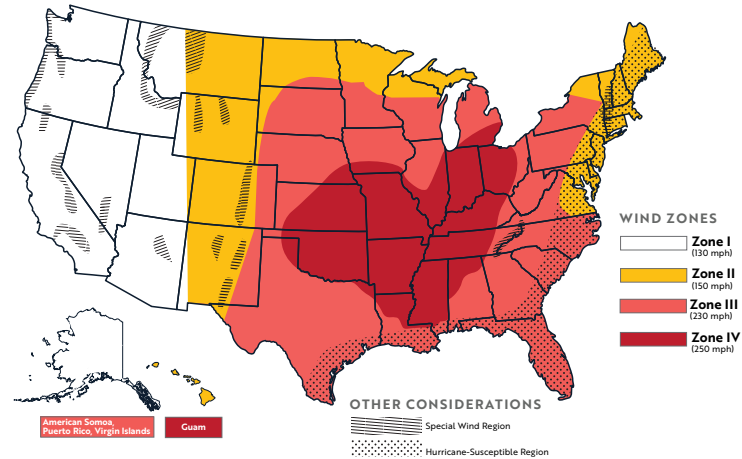 WIND ZONES
Zone I
(130 mph)
Zone II
(150 mph)
Zone III
(230 mph)
Zone IV
(250 mph)
American Somoa,
Puerto Rico, Virgin Islands
Guam
OTHER CONSIDERATIONS
Special Wind Region
Hurricane-Susceptible Region